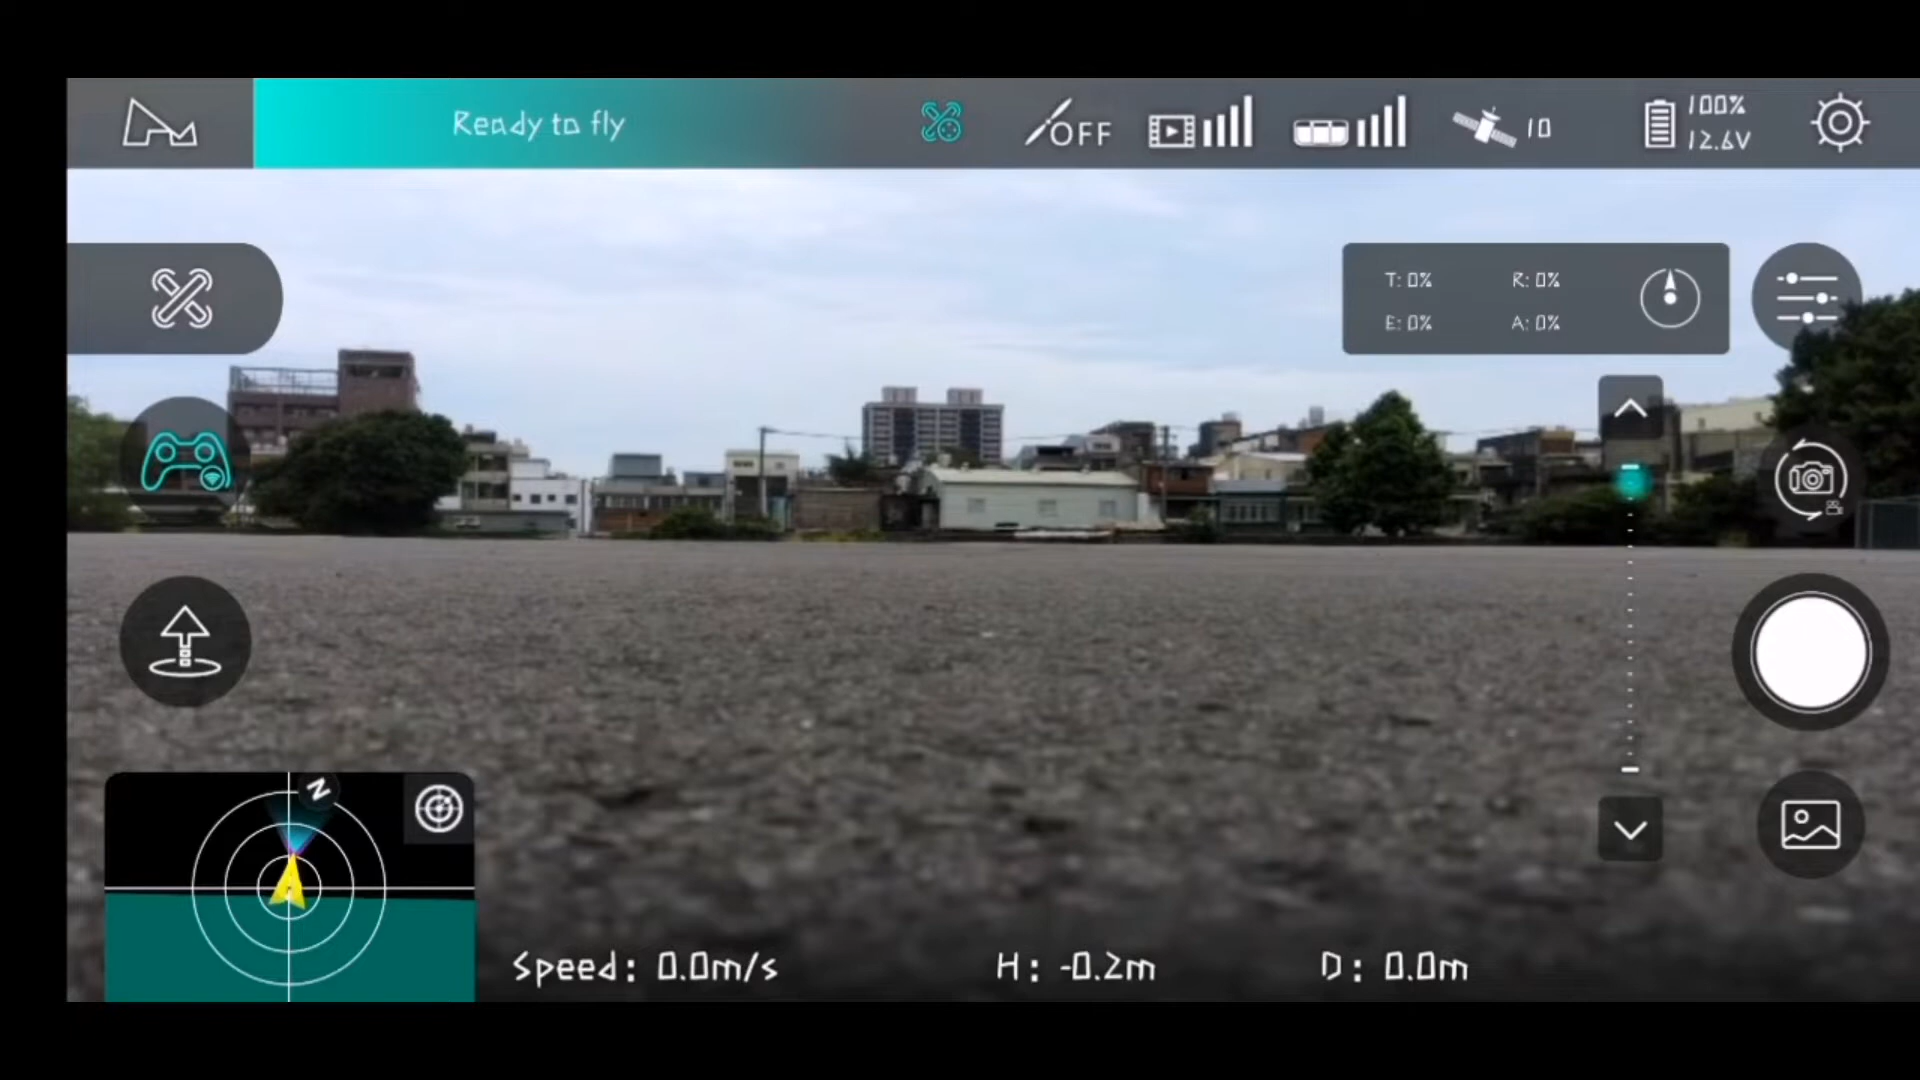 Ready to fly
OFF
10
100%
12.6V
T: 0%
R: 0%
E: 0%
A: 0%
N
Speed: 0.0m/s
H: -0.2m
D: 0.0m